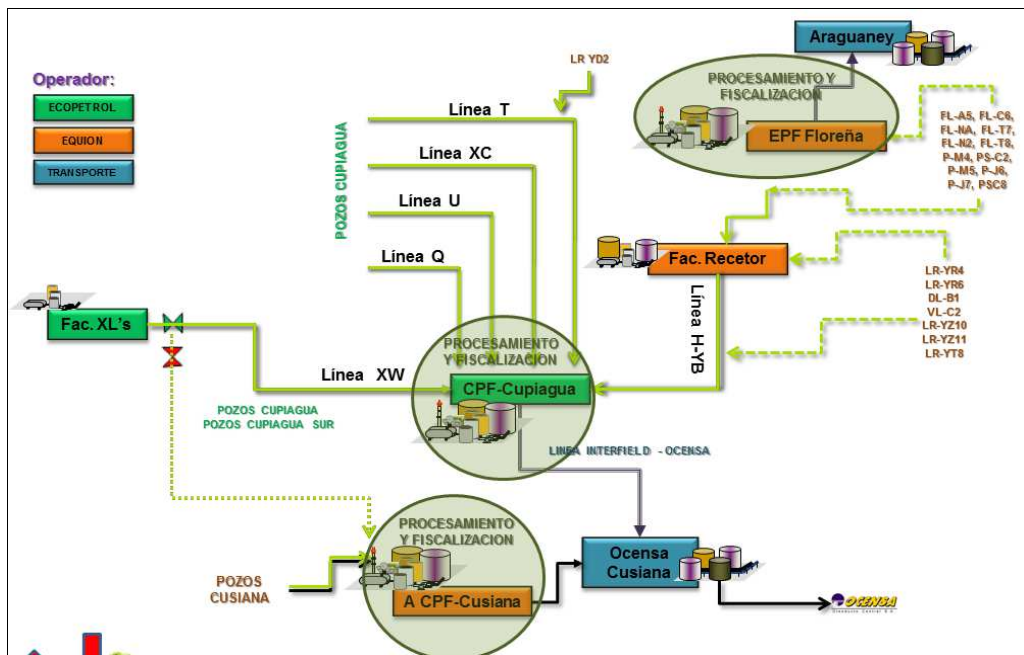 Operador:
ECOPETROL
EQUION
TRANSPORTE
Araguaney
PROCESAMIENTO Y
FISCALIZACION
EPF Floreña
LR YD2
Línea T
Línea XC
Línea U
Línea Q
POZOS CUPIAGUA
FL-A5, FL-C6,
FL-NA, FL-T7,
FL-N2, FL-T8,
P-M4, PS-C2,
P-M5, P-J6,
P-J7, PSC8
Fac. Recetor
LR-YR4
LR-YR6
DL-B1
VL-C2
LR-YZ10
LR-YZ11
LR-YT8
Línea H-YB
Fac. XL's
Línea XW
POZOS CUPIAGUA
POZOS CUPIAGUA SUR
PROCESAMIENTO
Y FISCALIZACION
CPF-Cupiagua
LINEA INTERFIELD - OCENSA
PROCESAMIENTO
Y FISCALIZACION
A CPF-Cusiana
POZOS
CUSIANA
Ocensa
Cusiana
OCENSA